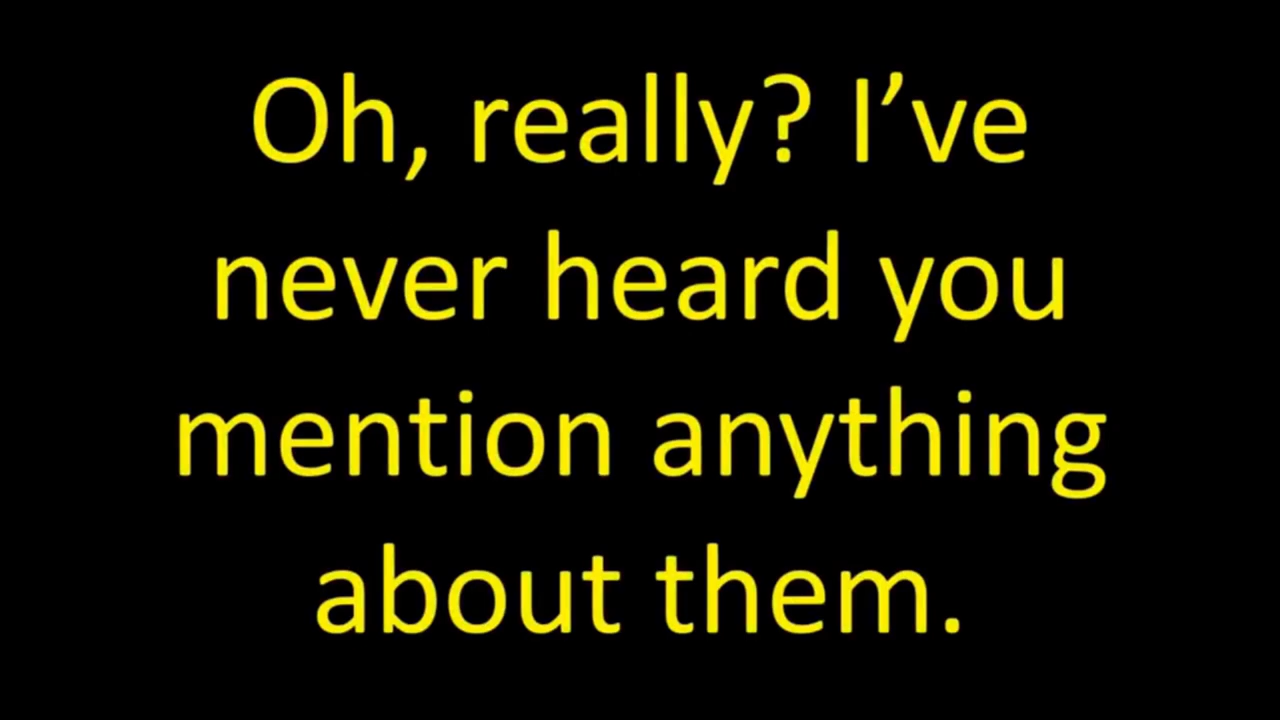 Oh, really? I’ve
never heard you
mention anything
about them.